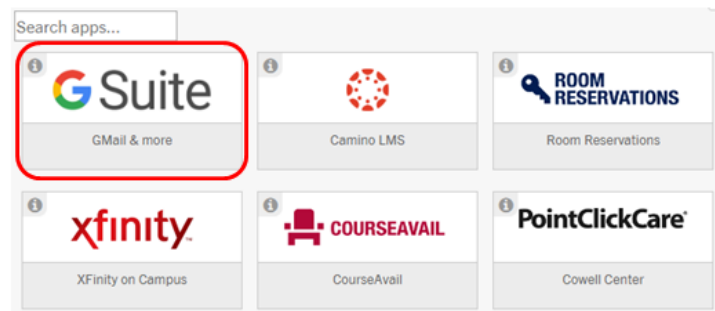 Search apps...
G Suite
GMail & more
Camino LMS
ROOM
RESERVATIONS
Room Reservations
xfinity
XFinity on Campus
COURSEAVAIL
CourseAvail
PointClickCare®
Cowell Center